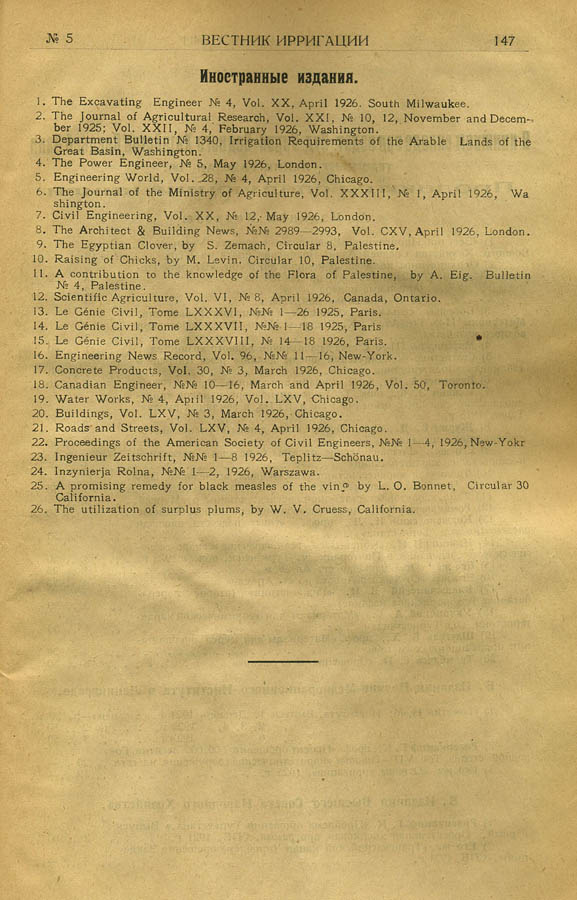 № 5 ВЕСТНИК ИРРИГАЦИИ 147
Иностранные издания.
1. The Excavating Engineer № 4, Vol. XX, April 1926. South Milwaukee.
2. The Journal of Agricultural Research, Vol. XXI, № 10, 12, November and Decem-
ber 1925; Vol. XXII, № 4, February 1926, Washington.
3. Department Bulletin № 1340, Irrigation Requirements of the Arable Lands of the
Great Basin, Washington.
4. The Power Engineer, № 5, May 1926, London.
5. Engineering World, Vol. 28, № 4, April 1926, Chicago.
6. The Journal of the Ministry of Agriculture, Vol. XXXIII, № 1, April 1926, Wa
shington.
7. Civil Engineering, Vol. XX, № 12, May 1926, London.
8. The Architect & Building News, №№ 2989—2993, Vol. CXV, April 1926, London.
9. The Egyptian Clover, by S. Zemach, Circular 8, Palestine.
10. Raising of Chicks, by M. Levin. Circular 10, Palestine.
11. A contribution to the knowledge of the Flora of Palestine, by A. Eig. Bulletin
№ 4, Palestine.
12. Scientific Agriculture, Vol. VI, № 8, April 1926, Canada, Ontario.
13. Le Génie Civil, Tome LXXXVI, №№ 1—26 1925, Paris.
14. Le Génie Civil, Tome LXXXVII, №№ 1—18 1925, Paris
15. Le Génie Civil, Tome LXXXVIII, № 14—18 1926, Paris.
16. Engineering News Record, Vol. 96, №№ 11—16, New-York.
17. Concrete Products, Vol. 30, № 3, March 1926, Chicago.
18. Canadian Engineer, №№ 10—16, March and April 1926, Vol. 50, Toronto.
19. Water Works, № 4, April 1926, Vol. LXV, Chicago.
20. Buildings, Vol. LXV, № 3, March 1926, Chicago.
21. Roads and Streets, Vol. LXV, № 4, April 1926, Chicago.
22. Proceedings of the American Society of Civil Engineers, №№ 1—4, 1926, New-Yokr
23. Ingenieur Zeitschrift, №№ 1—8 1926, Teplitz—Schönau.
24. Inzynierja Rolna, №№ 1—2, 1926, Warszawa.
25. A promising remedy for black measles of the vine by L. O. Bonnet, Circular 30
California.
26. The utilization of surplus plums, by W. V. Cruess, California.